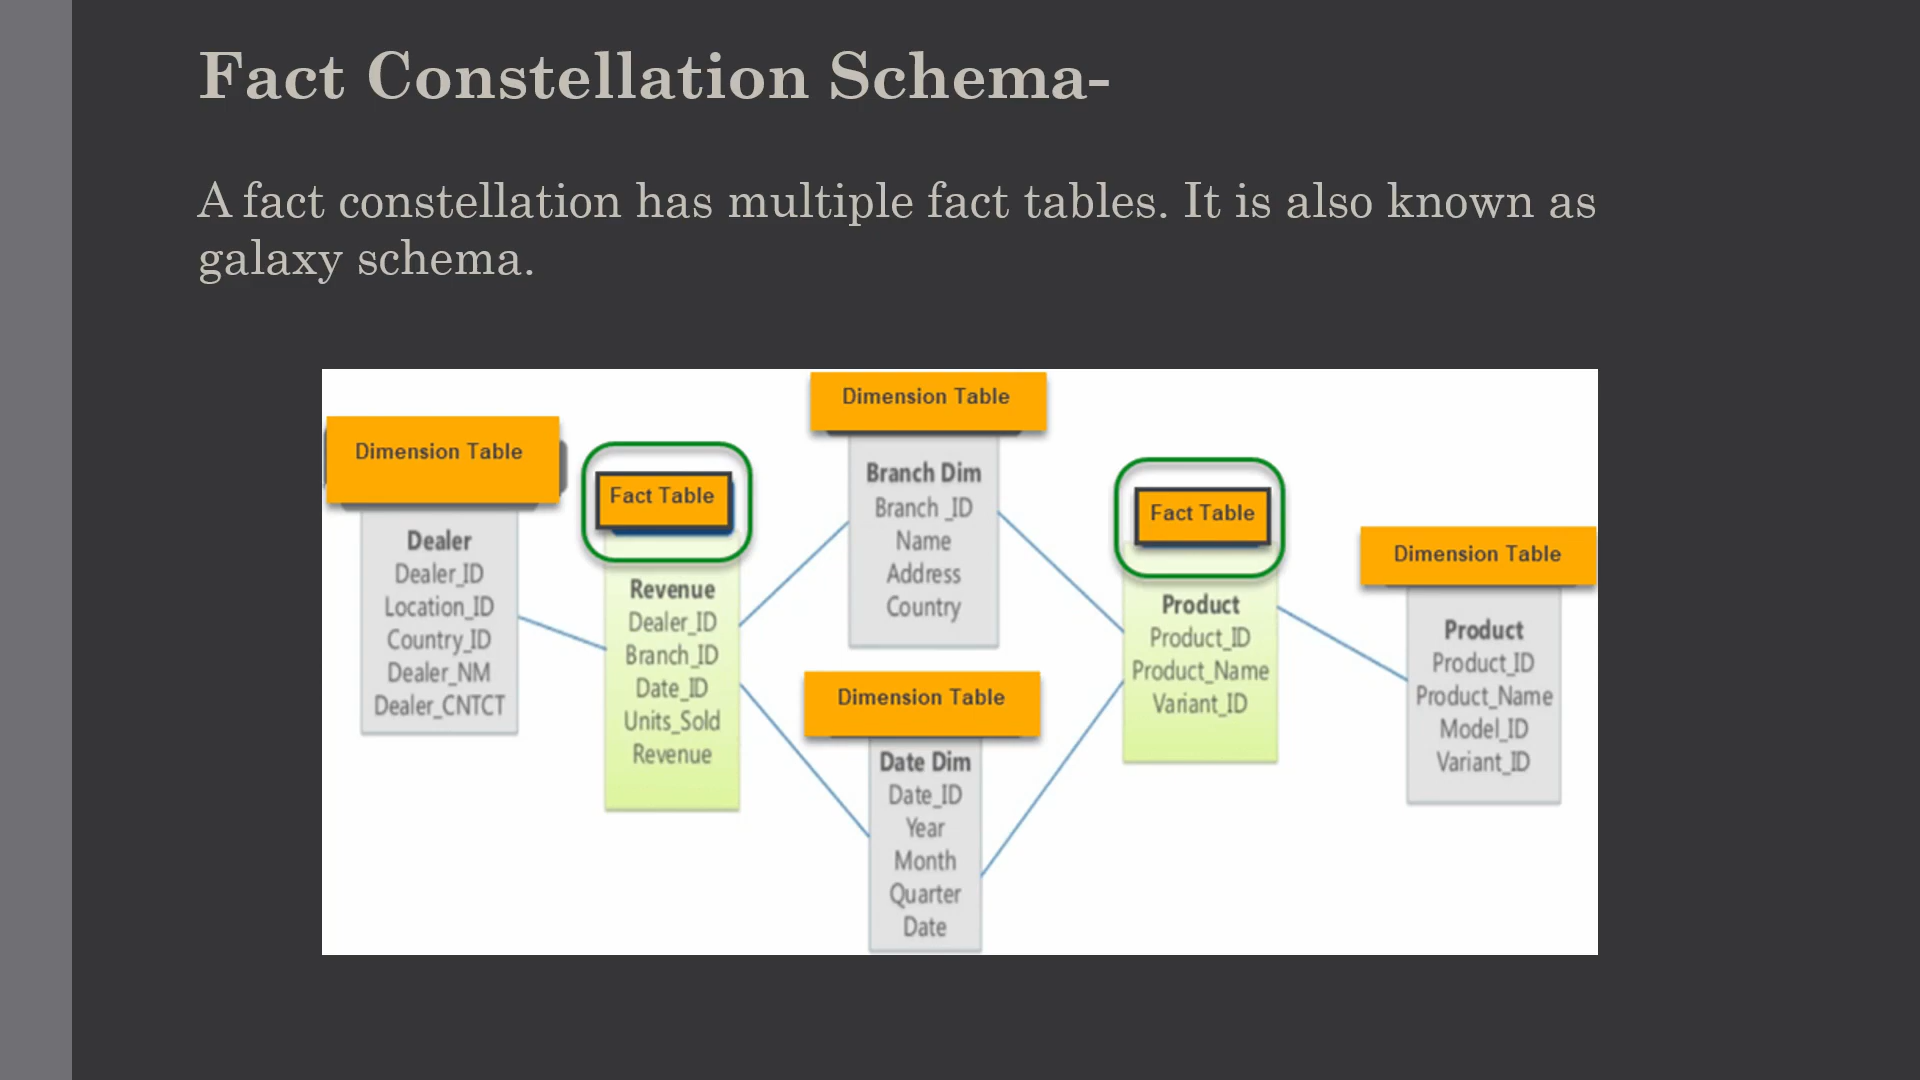 Fact Constellation Schema-
A fact constellation has multiple fact tables. It is also known as
galaxy schema.
Dimension Table
Dealer
Dealer_ID
Location_ID
Country_ID
Dealer_NM
Dealer_CNTCT
Fact Table
Revenue
Dealer_ID
Branch_ID
Date_ID
Units_Sold
Revenue
Dimension Table
Branch Dim
Branch _ID
Name
Address
Country
Dimension Table
Date Dim
Date_ID
Year
Month
Quarter
Date
Fact Table
Product
Product_ID
Product_Name
Variant_ID
Dimension Table
Product
Product_ID
Product_Name
Model_ID
Variant_ID